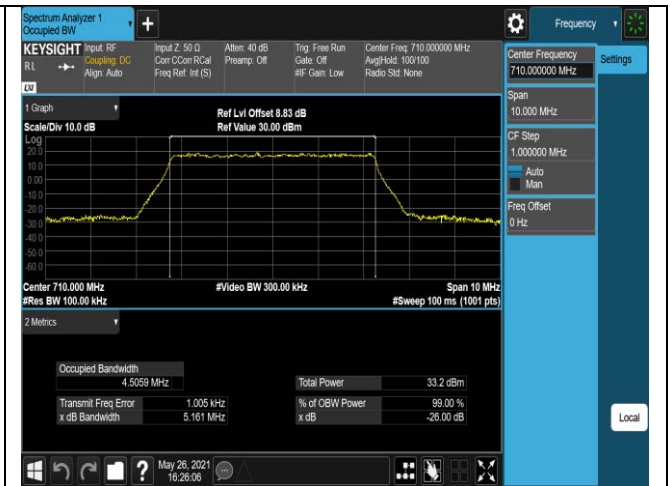 Spectrum Analyzer 1
Occupied BW
Frequency
KEYSIGHT
RL
Input: RF
Coupling: DC
Align: Auto
Input Z: 50 Ω
Corr CCorr RCal
Freq Ref: Int (S)
Atten: 40 dB
Preamp: Off
Trig: Free Run
Gate: Off
#IF Gain: Low
Center Freq: 710.000000 MHz
Avg|Hold: 100/100
Radio Std: None
Center Frequency
710.000000 MHz
Settings
Span
10.000 MHz
CF Step
1.000000 MHz
Auto
Man
Freq Offset
0 Hz
Local
1 Graph
Scale/Div 10.0 dB
Ref Lvl Offset 8.83 dB
Ref Value 30.00 dBm
Log
20.0
10.0
0.00
-10.0
-20.0
-30.0
-40.0
-50.0
-60.0
Center 710.000 MHz
#Res BW 100.00 kHz
#Video BW 300.00 kHz
Span 10 MHz
#Sweep 100 ms (1001 pts)
2 Metrics
Occupied Bandwidth
4.5059 MHz
Total Power 33.2 dBm
Transmit Freq Error 1.005 kHz
% of OBW Power 99.00 %
x dB Bandwidth 5.161 MHz
x dB -26.00 dB
May 26, 2021
16:26:06